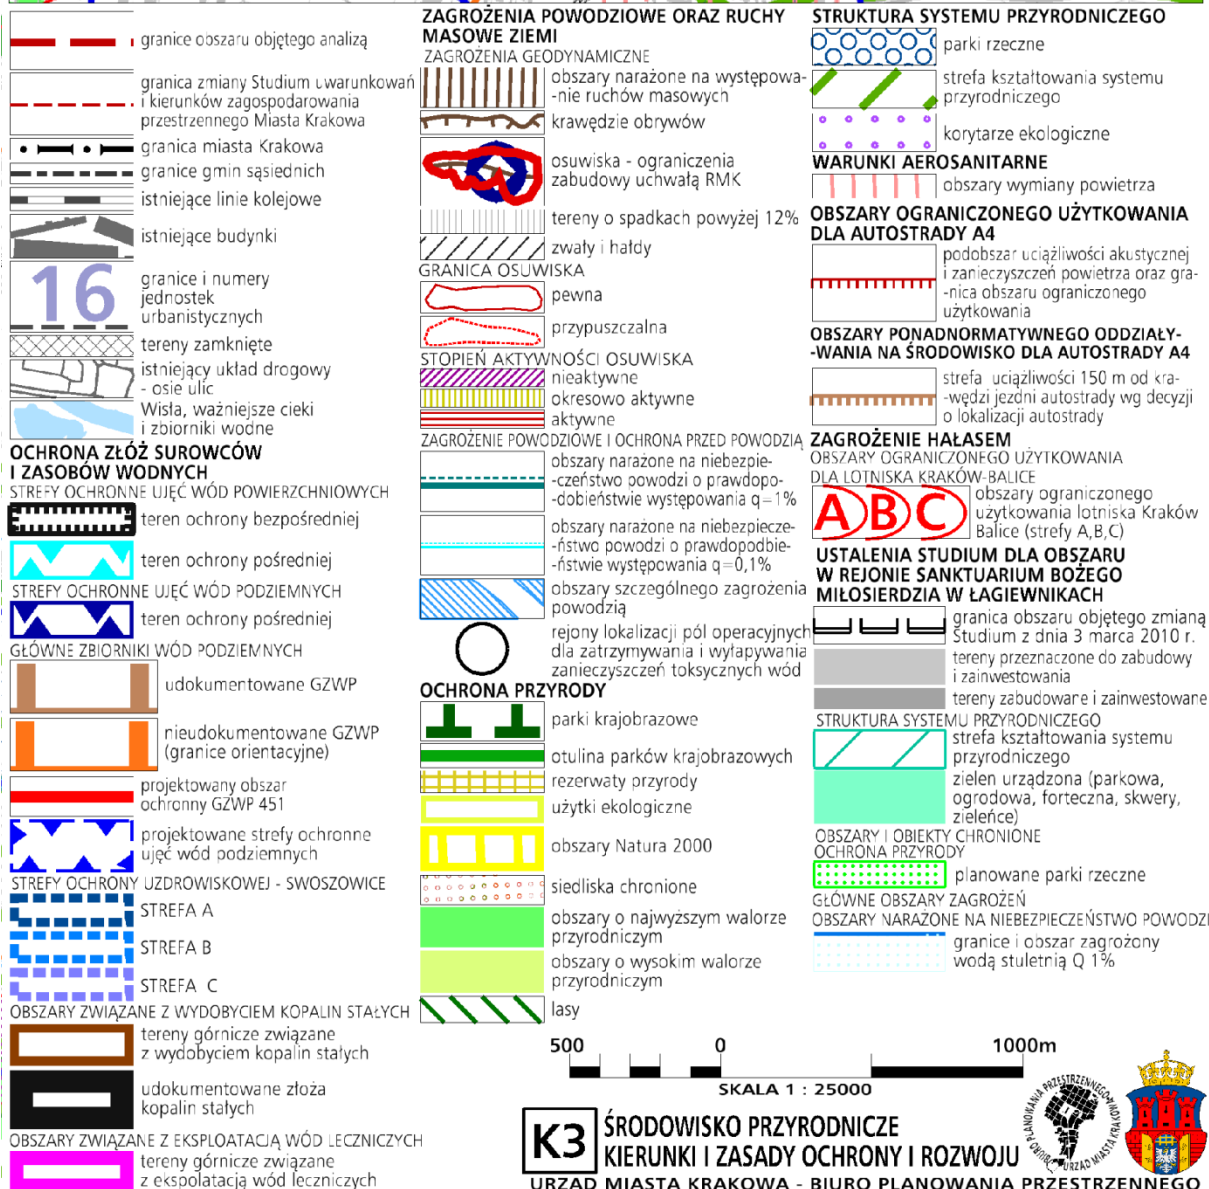 granice obszaru objętego analizą
granica zmiany Studium uwarunkowań
i kierunków zagospodarowania
przestrzennego Miasta Krakowa
granica miasta Krakowa
granice gmin sąsiednich
istniejące linie kolejowe
istniejące budynki
16
granice i numery
jednostek
urbanistycznych
tereny zamknięte
istniejący układ drogowy
- osie ulic
Wisła, ważniejsze cieki
i zbiorniki wodne
OCHRONA ZŁÓŻ SUROWCÓW
I ZASOBÓW WODNYCH
STREFY OCHRONNE UJĘĆ WÓD POWIERZCHNIOWYCH
teren ochrony bezpośredniej
teren ochrony pośredniej
STREFY OCHRONNE UJĘĆ WÓD PODZIEMNYCH
teren ochrony pośredniej
GŁÓWNE ZBIORNIKI WÓD PODZIEMNYCH
udokumentowane GZWP
nieudokumentowane GZWP
(granice orientacyjne)
projektowany obszar
ochronny GZWP 451
projektowane strefy ochronne
ujęć wód podziemnych
STREFY OCHRONY UZDROWISKOWEJ - SWOSZOWICE
STREFA A
STREFA B
STREFA C
OBSZARY ZWIĄZANE Z WYDOBYCIEM KOPALIN STAŁYCH
tereny górnicze związane
z wydobyciem kopalin stałych
udokumentowane złoża
kopalin stałych
OBSZARY ZWIĄZANE Z EKSPLOATACJĄ WÓD LECZNICZYCH
tereny górnicze związane
z ekspolatacją wód leczniczych
ZAGROŻENIA POWODZIOWE ORAZ RUCHY
MASOWE ZIEMI
ZAGROŻENIA GEODYNAMICZNE
obszary narażone na występowa-
-nie ruchów masowych
krawędzie obrywów
osuwiska - ograniczenia
zabudowy uchwałą RMK
tereny o spadkach powyżej 12%
zwały i hałdy
GRANICA OSUWISKA
pewna
przypuszczalna
STOPIEŃ AKTYWNOŚCI OSUWISKA
nieaktywne
okresowo aktywne
aktywne
ZAGROŻENIE POWODZIOWE I OCHRONA PRZED POWODZIĄ
obszary narażone na niebezpie-
-czeństwo powodzi o prawdopo-
-dobieństwie występowania q=1%
obszary narażone na niebezpiecze-
-ństwo powodzi o prawdopodbie-
-ństwie występowania q=0,1%
obszary szczególnego zagrożenia
powodzią
rejony lokalizacji pól operacyjnych
dla zatrzymywania i wyłapywania
zanieczyszczeń toksycznych wód
OCHRONA PRZYRODY
parki krajobrazowe
otulina parków krajobrazowych
rezerwaty przyrody
użytki ekologiczne
obszary Natura 2000
siedliska chronione
obszary o najwyższym walorze
przyrodniczym
obszary o wysokim walorze
przyrodniczym
lasy
STRUKTURA SYSTEMU PRZYRODNICZEGO
parki rzeczne
strefa kształtowania systemu
przyrodniczego
korytarze ekologiczne
WARUNKI AEROSANITARNE
obszary wymiany powietrza
OBSZARY OGRANICZONEGO UŻYTKOWANIA
DLA AUTOSTRADY A4
podobszar uciążliwości akustycznej
i zanieczyszczeń powietrza oraz gra-
-nica obszaru ograniczonego
użytkowania
OBSZARY PONADNORMATYWNEGO ODDZIAŁY-
-WANIA NA ŚRODOWISKO DLA AUTOSTRADY A4
strefa uciążliwości 150 m od kra-
-wędzi jezdni autostrady wg decyzji
o lokalizacji autostrady
ZAGROŻENIE HAŁASEM
OBSZARY OGRANICZONEGO UŻYTKOWANIA
DLA LOTNISKA KRAKÓW-BALICE
A B C
obszary ograniczonego
użytkowania lotniska Kraków
Balice (strefy A,B,C)
USTALENIA STUDIUM DLA OBSZARU
W REJONIE SANKTUARIUM BOŻEGO
MIŁOSIERDZIA W ŁAGIEWNIKACH
granica obszaru objętego zmianą
Studium z dnia 3 marca 2010 r.
tereny przeznaczone do zabudowy
i zainwestowania
tereny zabudowane i zainwestowane
STRUKTURA SYSTEMU PRZYRODNICZEGO
strefa kształtowania systemu
przyrodniczego
zielen urządzona (parkowa,
ogrodowa, forteczna, skwery,
zieleńce)
OBSZARY I OBIEKTY CHRONIONE
OCHRONA PRZYRODY
planowane parki rzeczne
GŁÓWNE OBSZARY ZAGROŻEŃ
OBSZARY NARAŻONE NA NIEBEZPIECZEŃSTWO POWODZI
granice i obszar zagrożony
wodą stuletnią Q 1%
500 0 1000m
SKALA 1 : 25000
K3
ŚRODOWISKO PRZYRODNICZE
KIERUNKI I ZASADY OCHRONY I ROZWOJU
BIURO PLANOWANIA PRZESTRZENNEGO
URZĄD MIASTA KRAKOWA
URZĄD MIASTA KRAKOWA - BIURO PLANOWANIA PRZESTRZENNEGO